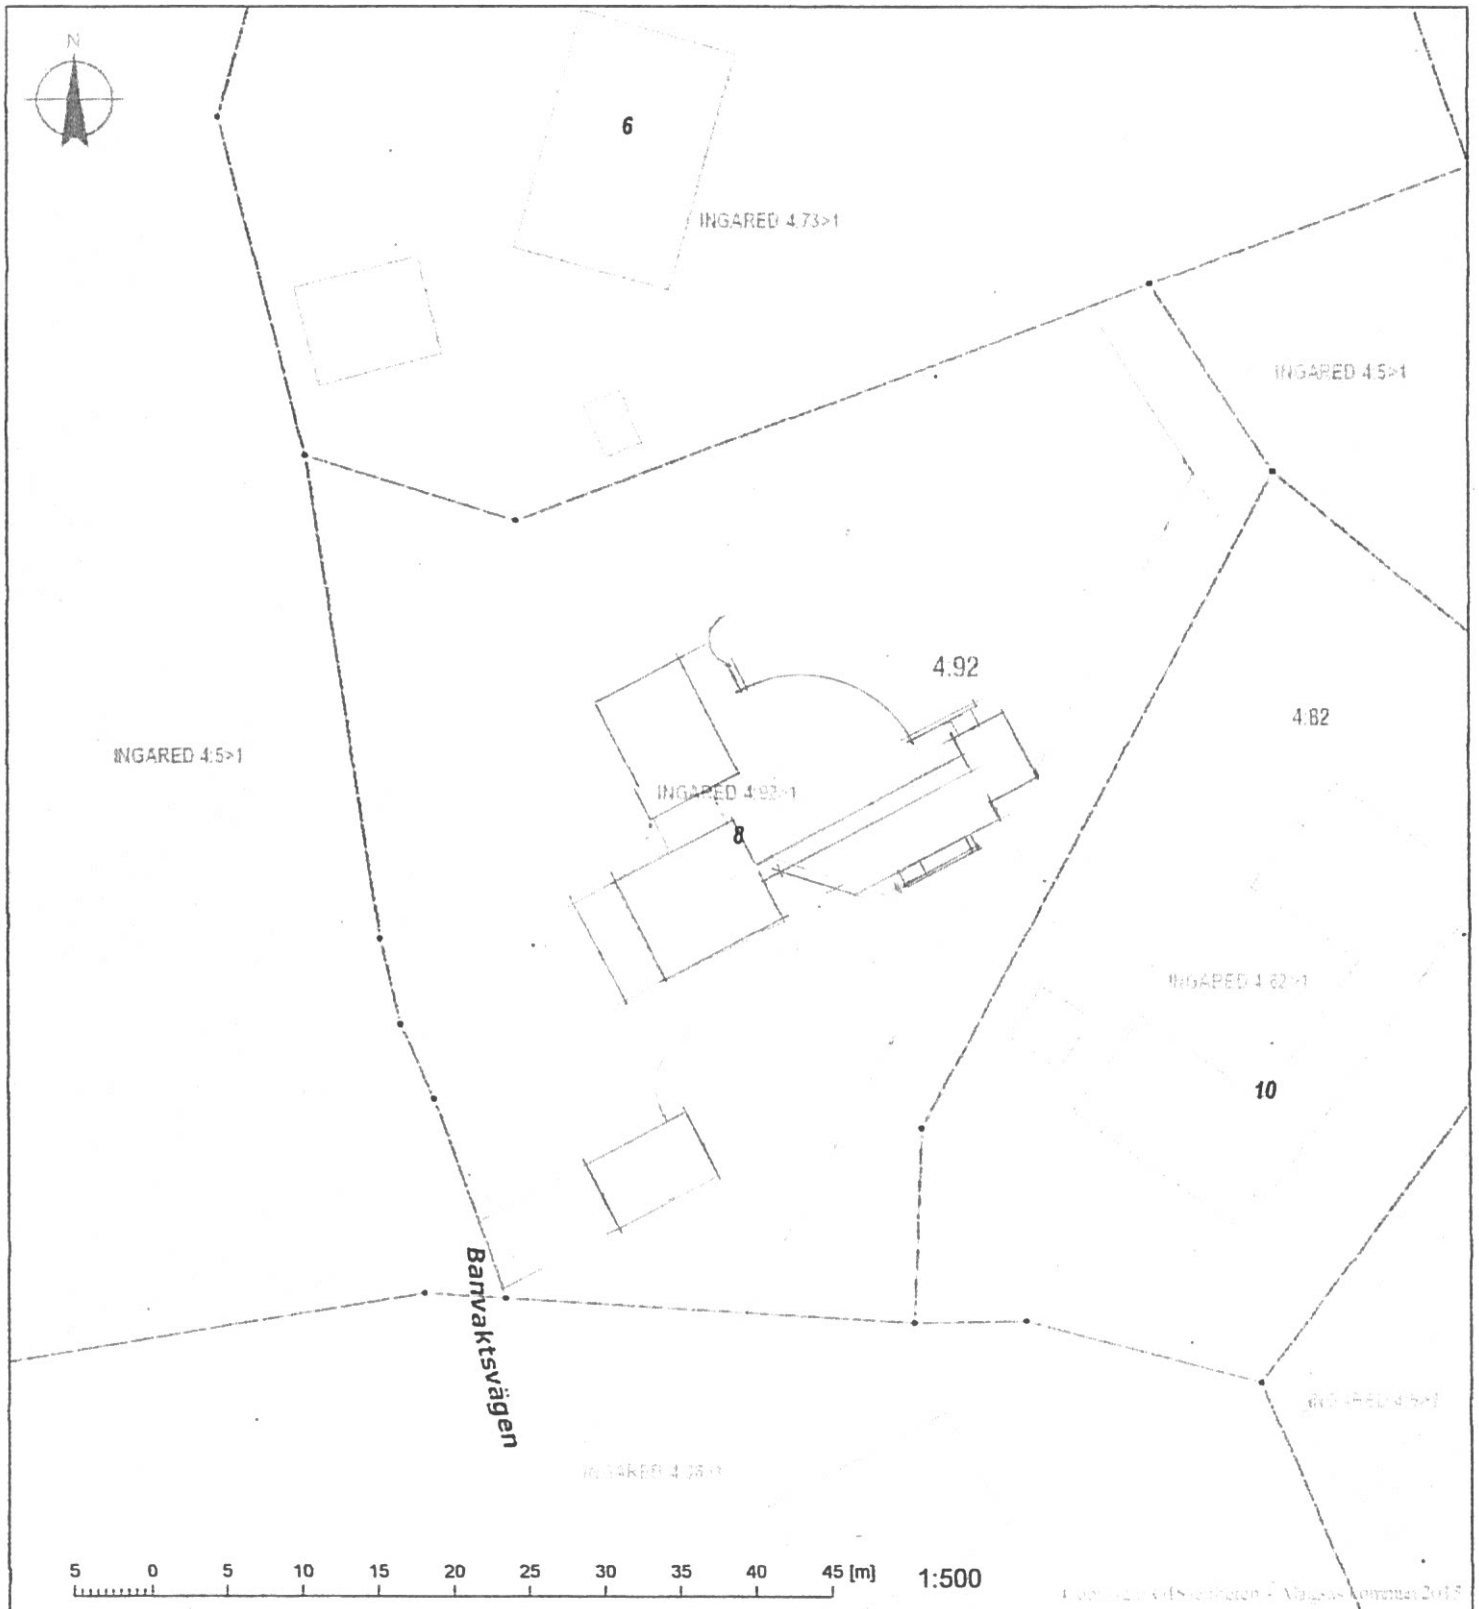 N
6
INGARED 4:73>1
INGARED 4:5>1
4:92
4:82
INGARED 4:5>1
INGARED 4:92>1
8
INGARED 4:82>1
10
Banvaktsvägen
5 0 5 10 15 20 25 30 35 40 45 [m]
1:500